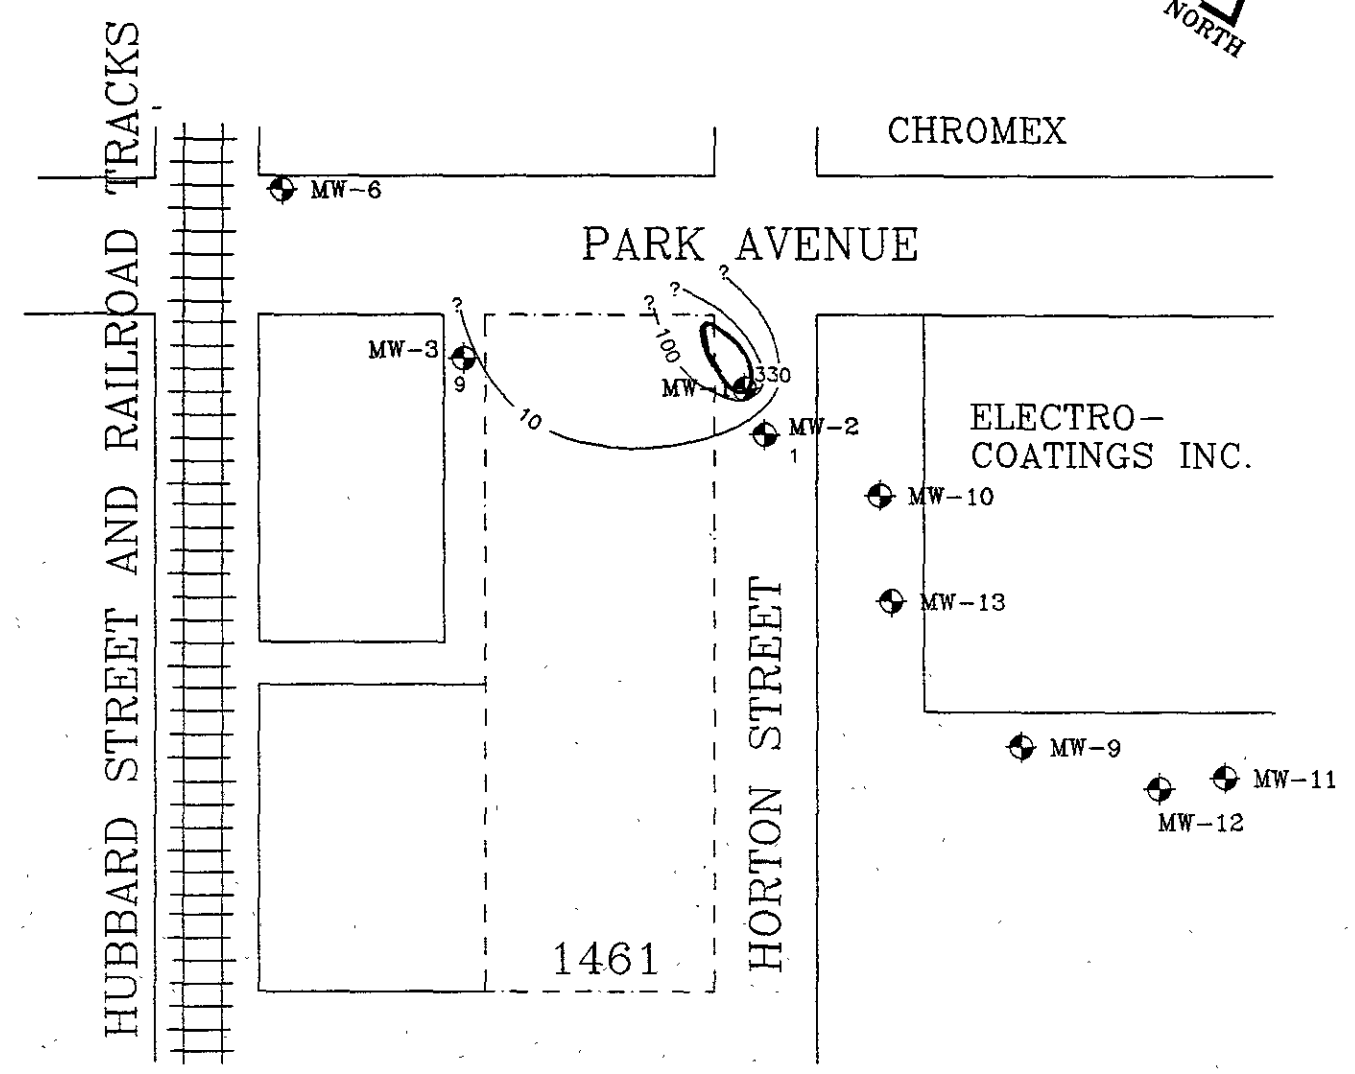 NORTH
HUBBARD STREET AND RAILROAD TRACKS
CHROMEX
MW-6
PARK AVENUE
?
?
?
?
MW-3
9
100
330
10
MW-2
1
ELECTRO-
COATINGS INC.
MW-10
MW-13
HORTON STREET
MW-9
MW-11
MW-12
1461